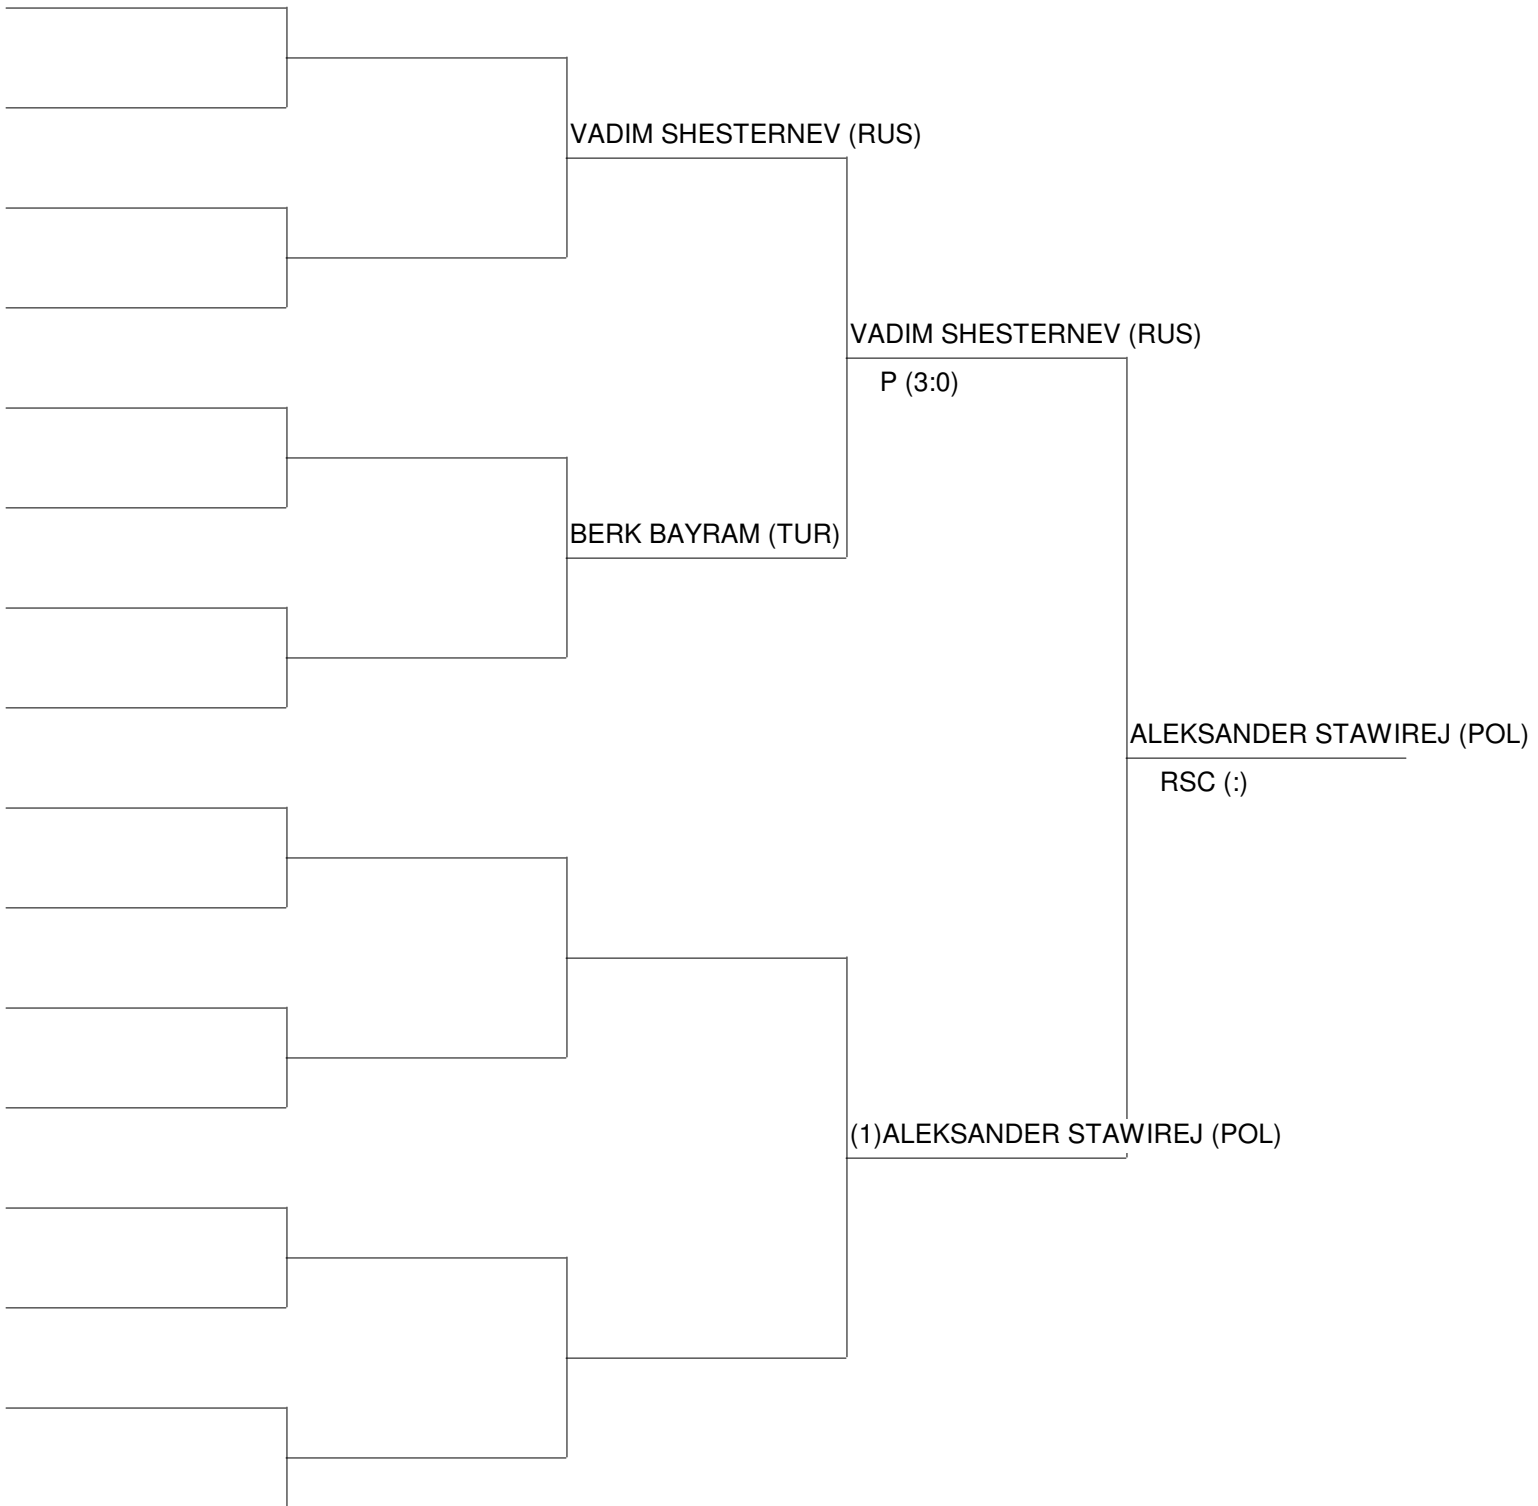 VADIM SHESTERNEV (RUS)
VADIM SHESTERNEV (RUS)
P (3:0)
BERK BAYRAM (TUR)
ALEKSANDER STAWIREJ (POL)
RSC (:)
(1)ALEKSANDER STAWIREJ (POL)